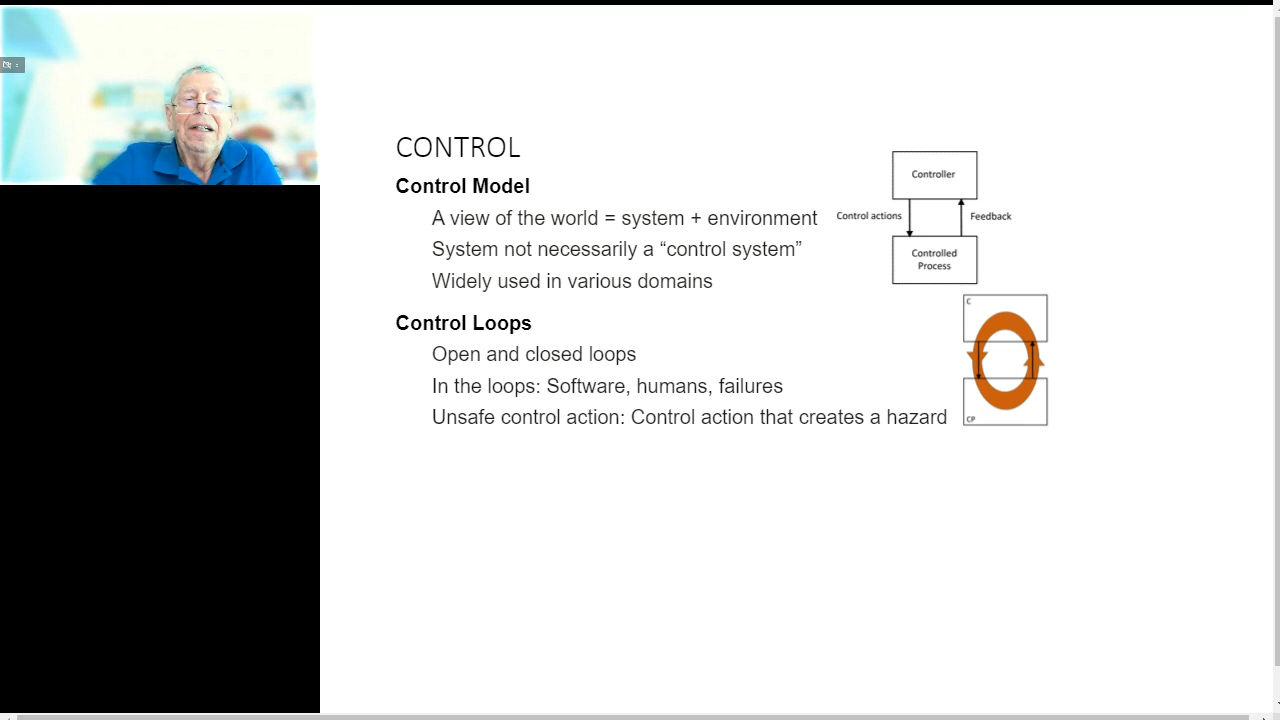 CONTROL
Control Model
A view of the world = system + environment
System not necessarily a “control system”
Widely used in various domains
Control Loops
Open and closed loops
In the loops: Software, humans, failures
Unsafe control action: Control action that creates a hazard
Controller
Control actions
Feedback
Controlled
Process
C
CP